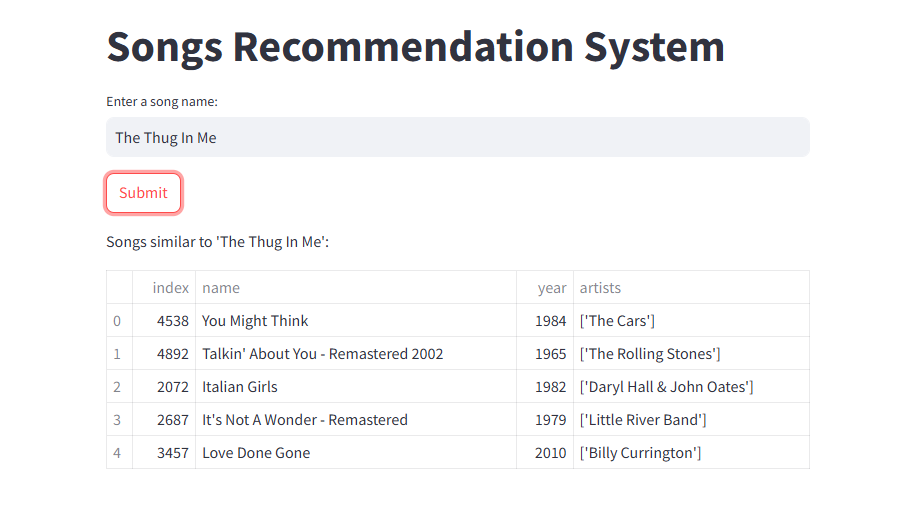 Songs Recommendation System
Enter a song name:
The Thug In Me
Submit
Songs similar to 'The Thug In Me':
index name year artists
0 4538 You Might Think 1984 ['The Cars']
1 4892 Talkin' About You - Remastered 2002 1965 ['The Rolling Stones']
2 2072 Italian Girls 1982 ['Daryl Hall & John Oates']
3 2687 It's Not A Wonder - Remastered 1979 ['Little River Band']
4 3457 Love Done Gone 2010 ['Billy Currington']